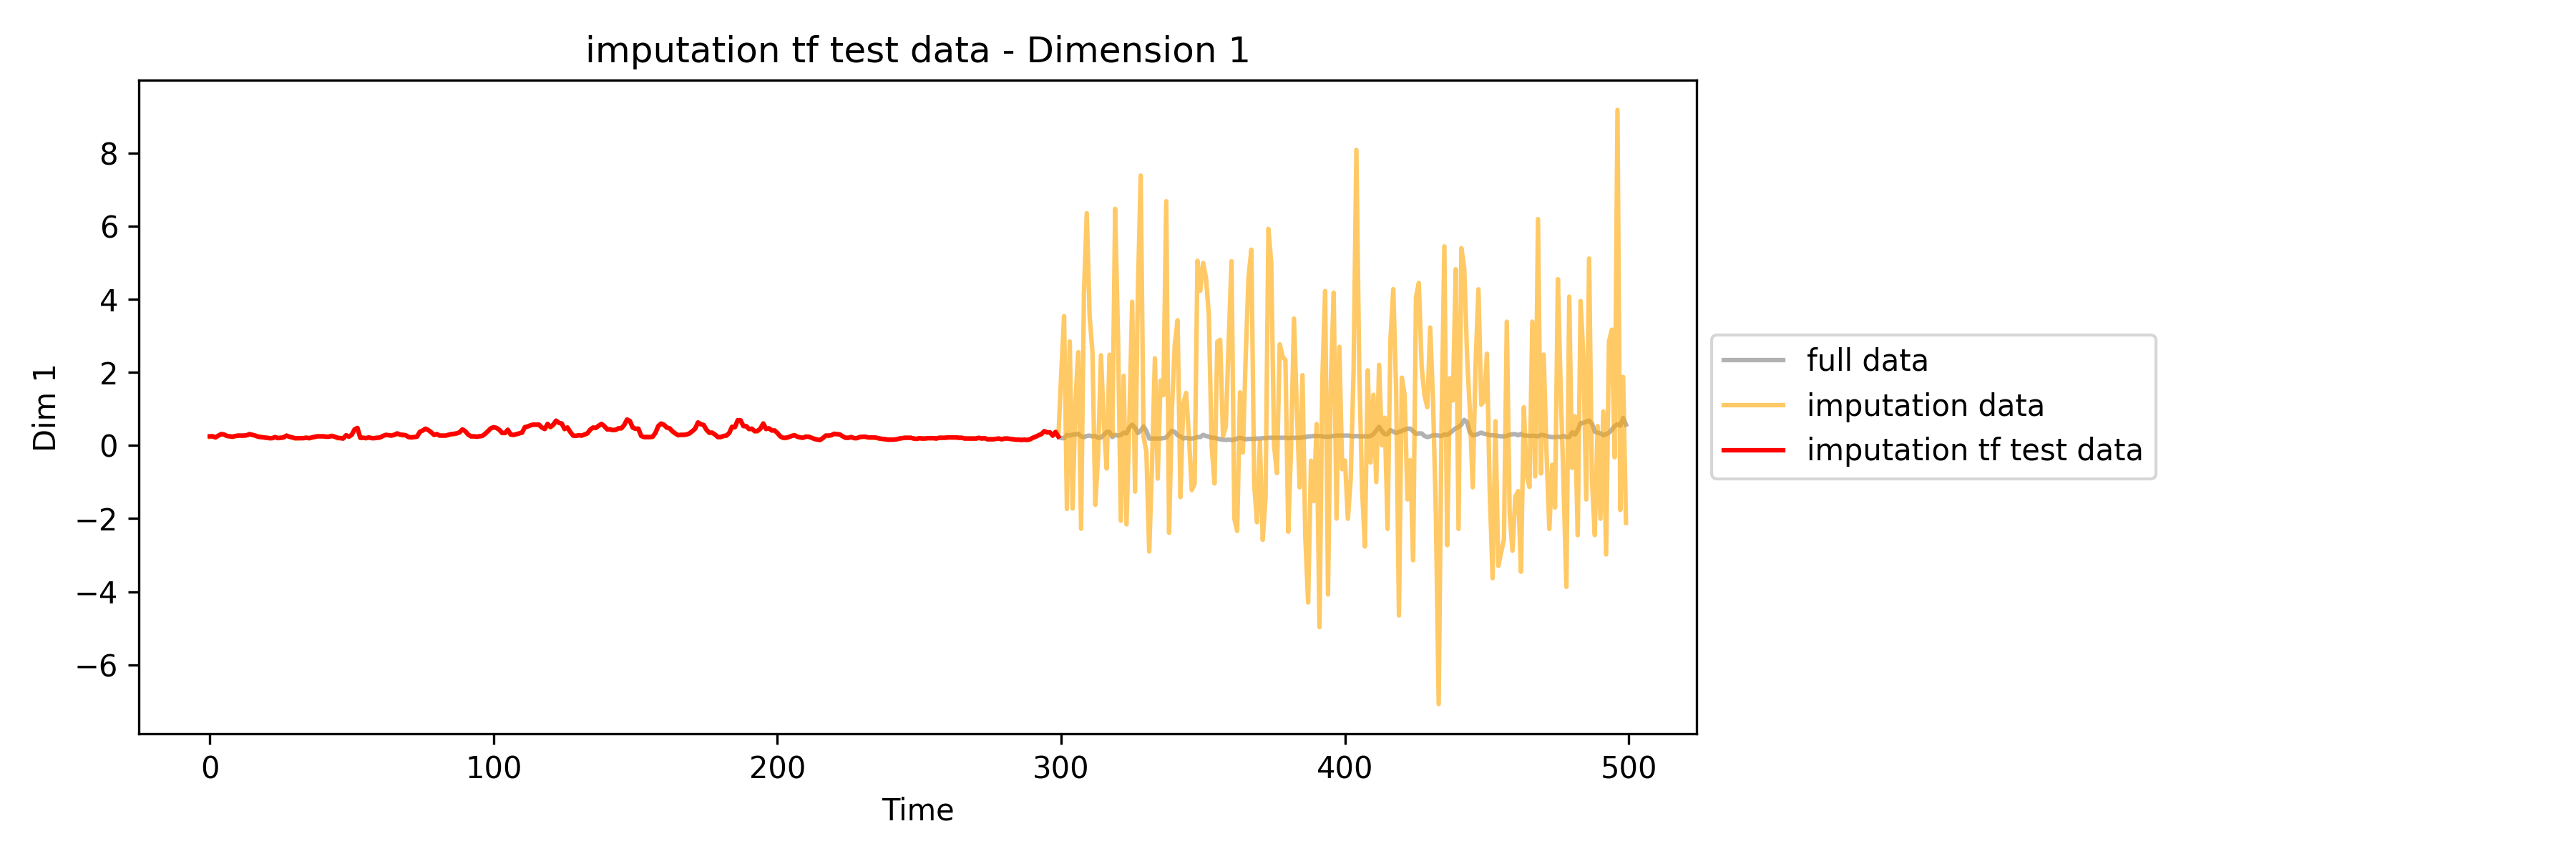 imputation tf test data - Dimension 1
8
6
4
2
0
−2
−4
−6
Dim 1
0 100 200 300 400 500
Time
full data
imputation data
imputation tf test data